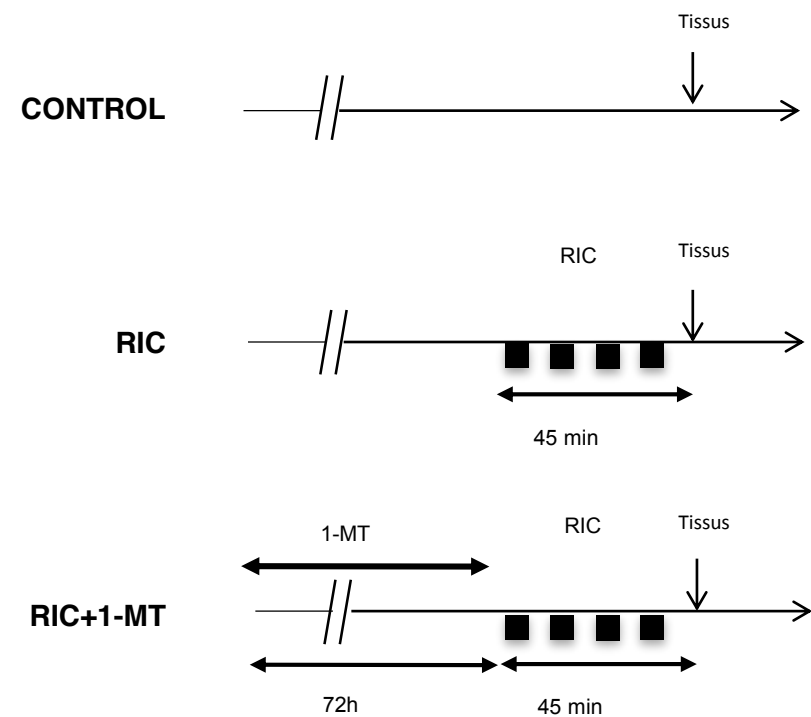 Tissus
CONTROL
RIC
Tissus
RIC
45 min
1-MT
RIC
Tissus
RIC+1-MT
72h
45 min